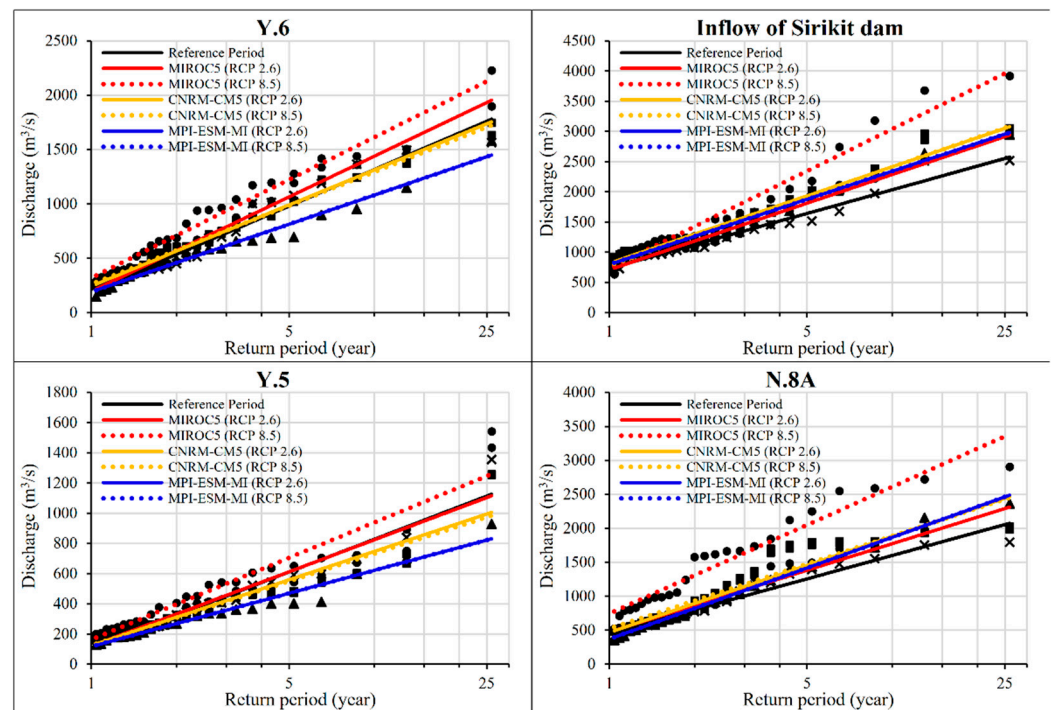 Y.6
2500
2000
1500
1000
500
0
Discharge (m³/s)
Reference Period
MIROC5 (RCP 2.6)
MIROC5 (RCP 8.5)
CNRM-CM5 (RCP 2.6)
CNRM-CM5 (RCP 8.5)
MPI-ESM-MI (RCP 2.6)
MPI-ESM-MI (RCP 8.5)
1 5 25
Return period (year)
Inflow of Sirikit dam
4500
4000
3500
3000
2500
2000
1500
1000
500
0
Discharge (m³/s)
Reference Period
MIROC5 (RCP 2.6)
MIROC5 (RCP 8.5)
CNRM-CM5 (RCP 2.6)
CNRM-CM5 (RCP 8.5)
MPI-ESM-MI (RCP 2.6)
MPI-ESM-MI (RCP 8.5)
1 5 25
Return period (year)
Y.5
1800
1600
1400
1200
1000
800
600
400
200
0
Discharge (m³/s)
Reference Period
MIROC5 (RCP 2.6)
MIROC5 (RCP 8.5)
CNRM-CM5 (RCP 2.6)
CNRM-CM5 (RCP 8.5)
MPI-ESM-MI (RCP 2.6)
MPI-ESM-MI (RCP 8.5)
1 5 25
Return period (year)
N.8A
4000
3500
3000
2500
2000
1500
1000
500
0
Discharge (m³/s)
Reference Period
MIROC5 (RCP 2.6)
MIROC5 (RCP 8.5)
CNRM-CM5 (RCP 2.6)
CNRM-CM5 (RCP 8.5)
MPI-ESM-MI (RCP 2.6)
MPI-ESM-MI (RCP 8.5)
1 5 25
Return period (year)